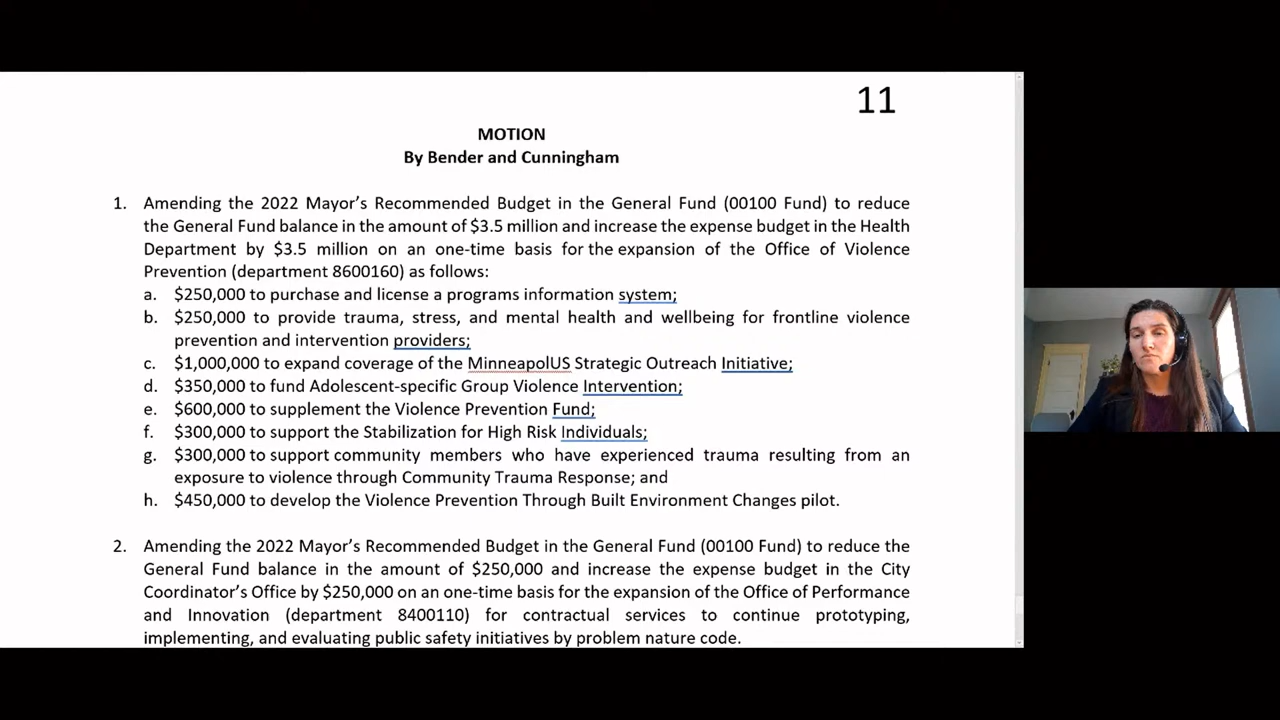 11
MOTION
By Bender and Cunningham
1. Amending the 2022 Mayor's Recommended Budget in the General Fund (00100 Fund) to reduce
the General Fund balance in the amount of $3.5 million and increase the expense budget in the Health
Department by $3.5 million on an one-time basis for the expansion of the Office of Violence
Prevention (department 8600160) as follows:
a. $250,000 to purchase and license a programs information system;
b. $250,000 to provide trauma, stress, and mental health and wellbeing for frontline violence
prevention and intervention providers;
c. $1,000,000 to expand coverage of the MinneapolUS Strategic Outreach Initiative;
d. $350,000 to fund Adolescent-specific Group Violence Intervention;
e. $600,000 to supplement the Violence Prevention Fund;
f. $300,000 to support the Stabilization for High Risk Individuals;
g. $300,000 to support community members who have experienced trauma resulting from an
exposure to violence through Community Trauma Response; and
h. $450,000 to develop the Violence Prevention Through Built Environment Changes pilot.
2. Amending the 2022 Mayor's Recommended Budget in the General Fund (00100 Fund) to reduce the
General Fund balance in the amount of $250,000 and increase the expense budget in the City
Coordinator's Office by $250,000 on an one-time basis for the expansion of the Office of Performance
and Innovation (department 8400110) for contractual services to continue prototyping,
implementing, and evaluating public safety initiatives by problem nature code.